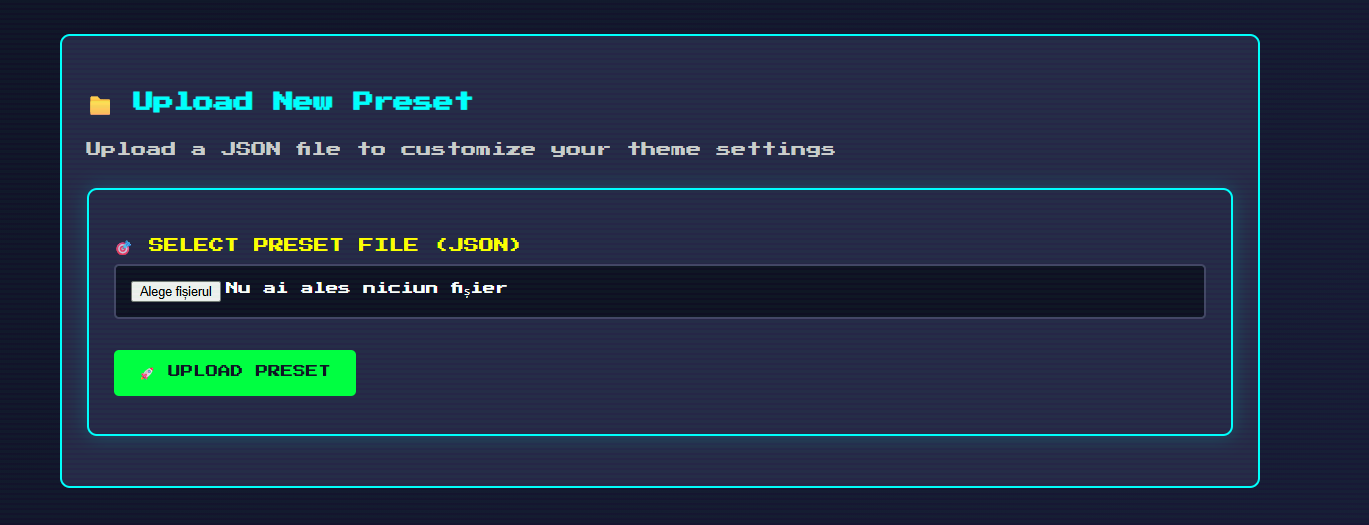 Upload New Preset
Upload a JSON file to customize your theme settings
SELECT PRESET FILE (JSON)
Alege fișierul Nu ai ales niciun fișier
UPLOAD PRESET